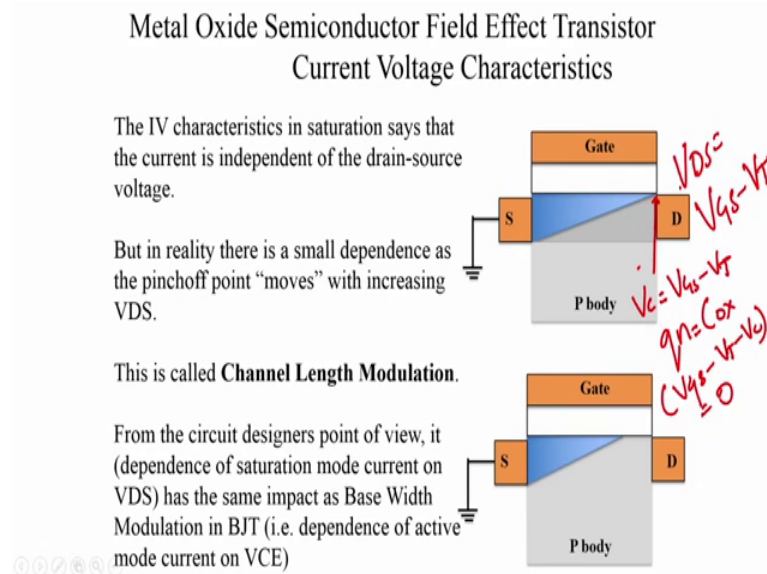 Metal Oxide Semiconductor Field Effect Transistor
Current Voltage Characteristics
The IV characteristics in saturation says that
the current is independent of the drain-source
voltage.
But in reality there is a small dependence as
the pinchoff point “moves” with increasing
VDS.
This is called Channel Length Modulation.
From the circuit designers point of view, it
(dependence of saturation mode current on
VDS) has the same impact as Base Width
Modulation in BJT (i.e. dependence of active
mode current on VCE)
Gate
S
D
P body
VDS=
VGS-VT
Vc=VGS-VT
qn=Cox
(VGS-VT-Vc)
=0
Gate
S
D
P body